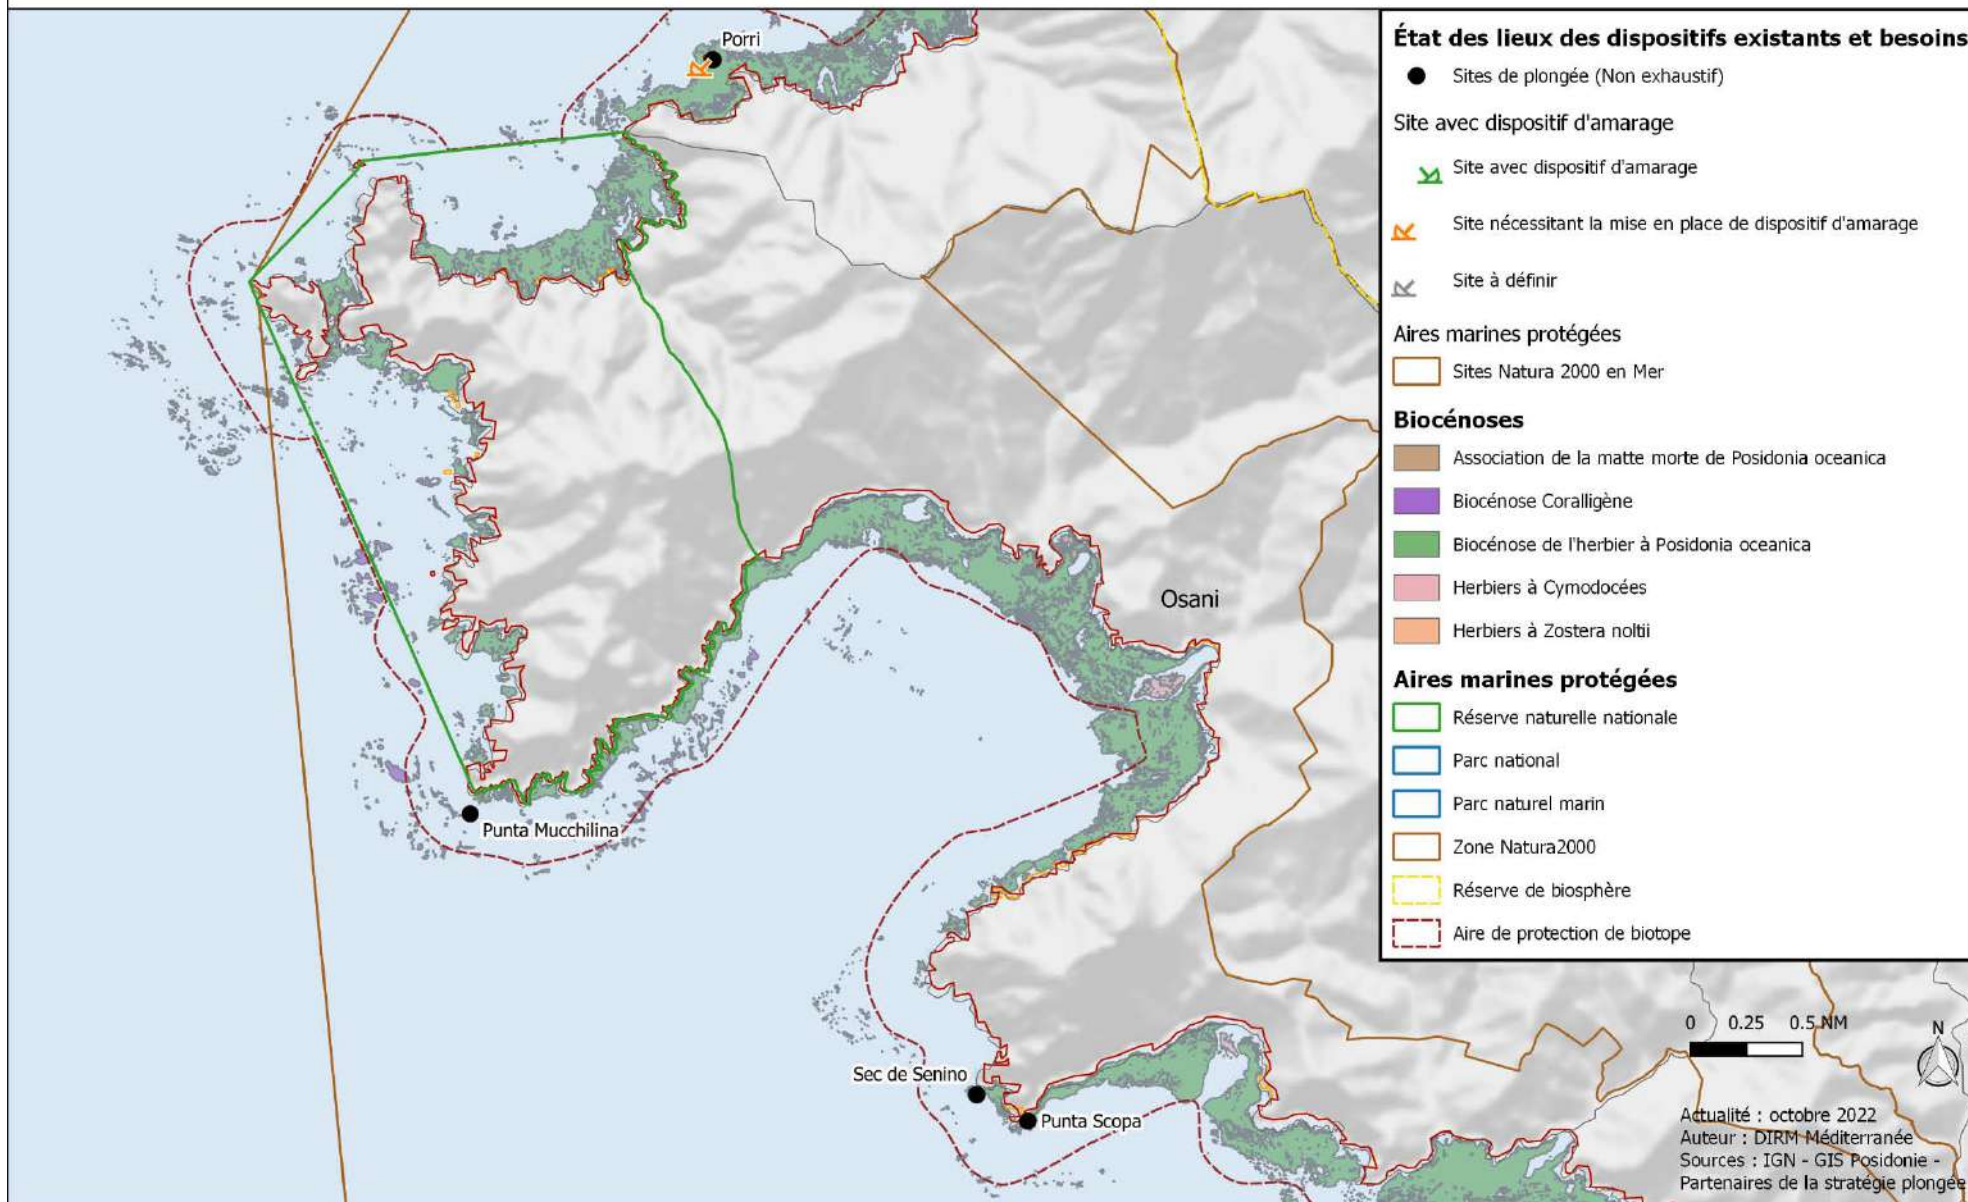 Porri
Osani
Punta Mucchilina
Sec de Senino
Punta Scopa
État des lieux des dispositifs existants et besoins
Sites de plongée (Non exhaustif)
Site avec dispositif d'amarage
Site avec dispositif d'amarage
Site nécessitant la mise en place de dispositif d'amarage
Site à définir
Aires marines protégées
Sites Natura 2000 en Mer
Biocénoses
Association de la matte morte de Posidonia oceanica
Biocénose Coralligène
Biocénose de l'herbier à Posidonia oceanica
Herbiers à Cymodocées
Herbiers à Zostera noltii
Aires marines protégées
Réserve naturelle nationale
Parc national
Parc naturel marin
Zone Natura2000
Réserve de biosphère
Aire de protection de biotope
0 0.25 0.5 NM
N
Actualité : octobre 2022
Auteur : DIRM Méditerranée
Sources : IGN - GIS Posidonie -
Partenaires de la stratégie plongée